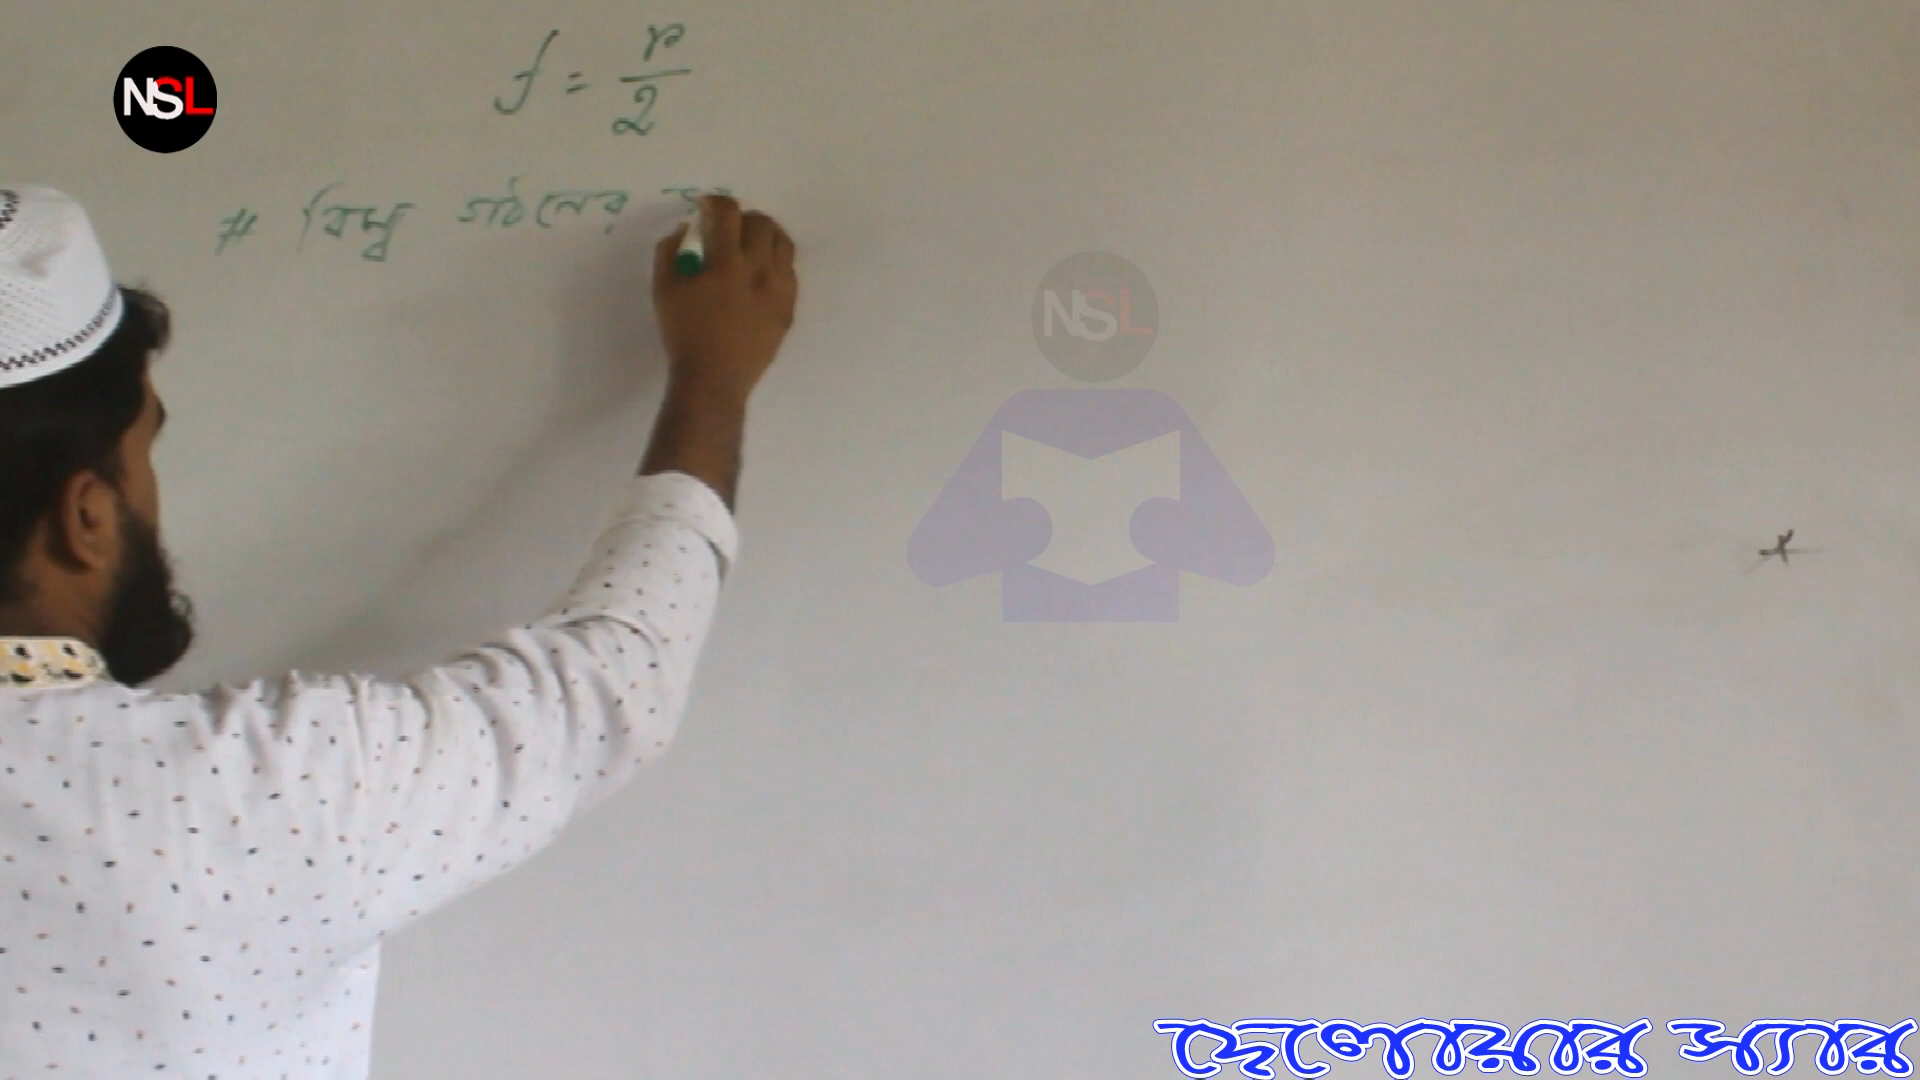 NSL
f = r/2
# বিম্ব গঠনের
NSL
দেলোয়ার স্যার